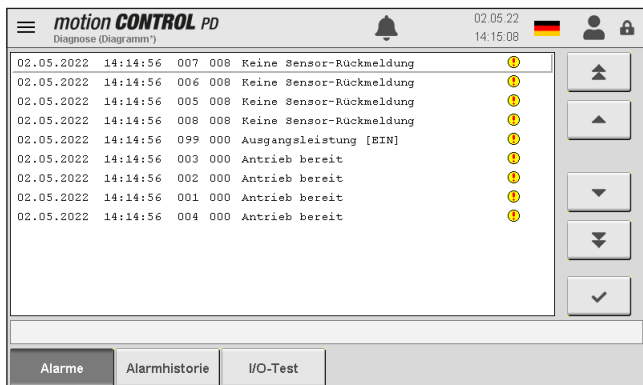 motion CONTROL PD
Diagnose (Diagramm*)
02.05.22
14:15:08
02.05.2022 14:14:56 007 008 Keine Sensor-Rückmeldung
02.05.2022 14:14:56 006 008 Keine Sensor-Rückmeldung
02.05.2022 14:14:56 005 008 Keine Sensor-Rückmeldung
02.05.2022 14:14:56 008 008 Keine Sensor-Rückmeldung
02.05.2022 14:14:56 099 000 Ausgangsleistung [EIN]
02.05.2022 14:14:56 003 000 Antrieb bereit
02.05.2022 14:14:56 002 000 Antrieb bereit
02.05.2022 14:14:56 001 000 Antrieb bereit
02.05.2022 14:14:56 004 000 Antrieb bereit
Alarme Alarmhistorie I/O-Test